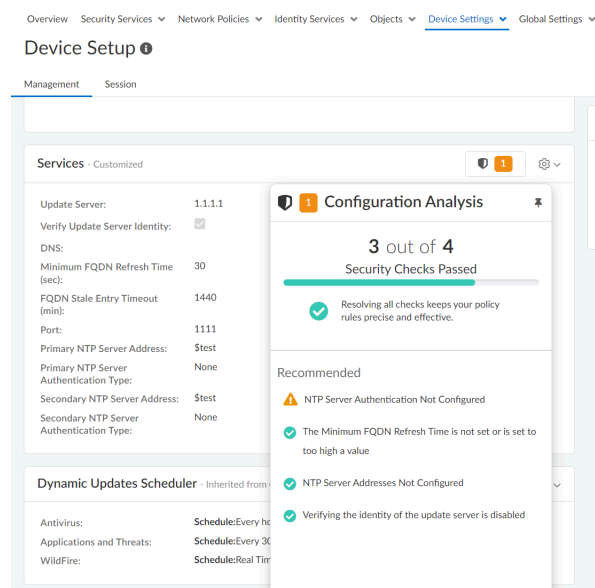 Overview Security Services Network Policies Identity Services Objects Device Settings Global Settings
Device Setup
Management Session
Services - Customized
1
Update Server: 1.1.1.1
Verify Update Server Identity:
DNS:
Minimum FQDN Refresh Time (sec): 30
FQDN Stale Entry Timeout (min): 1440
Port: 1111
Primary NTP Server Address: $test
Primary NTP Server Authentication Type: None
Secondary NTP Server Address: $test
Secondary NTP Server Authentication Type: None
1 Configuration Analysis
3 out of 4
Security Checks Passed
Resolving all checks keeps your policy
rules precise and effective.
Recommended
NTP Server Authentication Not Configured
The Minimum FQDN Refresh Time is not set or is set to
too high a value
NTP Server Addresses Not Configured
Verifying the identity of the update server is disabled
Dynamic Updates Scheduler - Inherited from
Antivirus: Schedule:Every
Applications and Threats: Schedule:Every 30
WildFire: Schedule:Real Tim